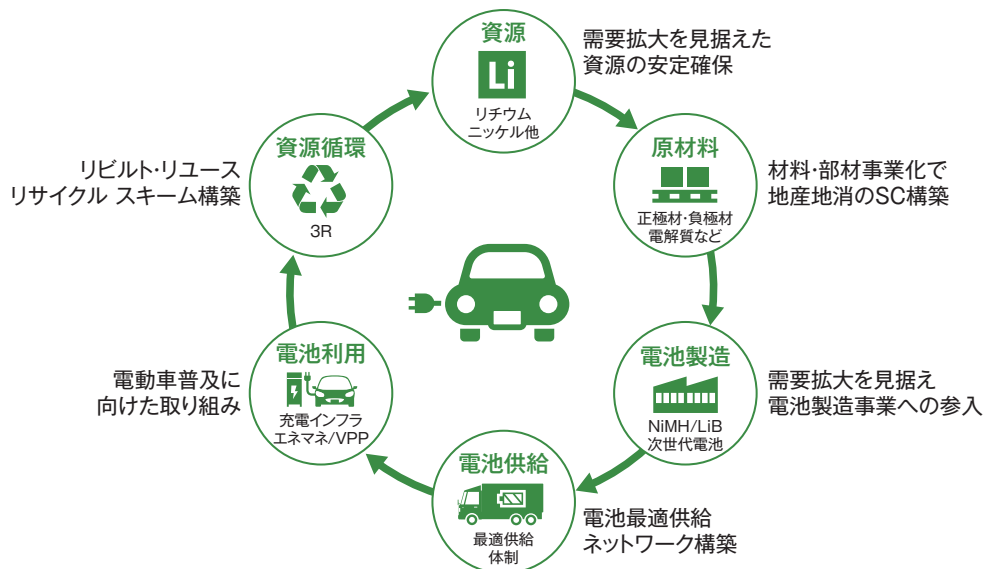 資源
Li
リチウム
ニッケル他
需要拡大を見据えた
資源の安定確保
原材料
正極材・負極材
電解質など
材料・部材事業化で
地産地消のSC構築
電池製造
NiMH/LiB
次世代電池
需要拡大を見据え
電池製造事業への参入
電池供給
最適供給
体制
電池最適供給
ネットワーク構築
電池利用
充電インフラ
エネマネ/VPP
電動車普及に
向けた取り組み
資源循環
3R
リビルト・リユース
リサイクル スキーム構築